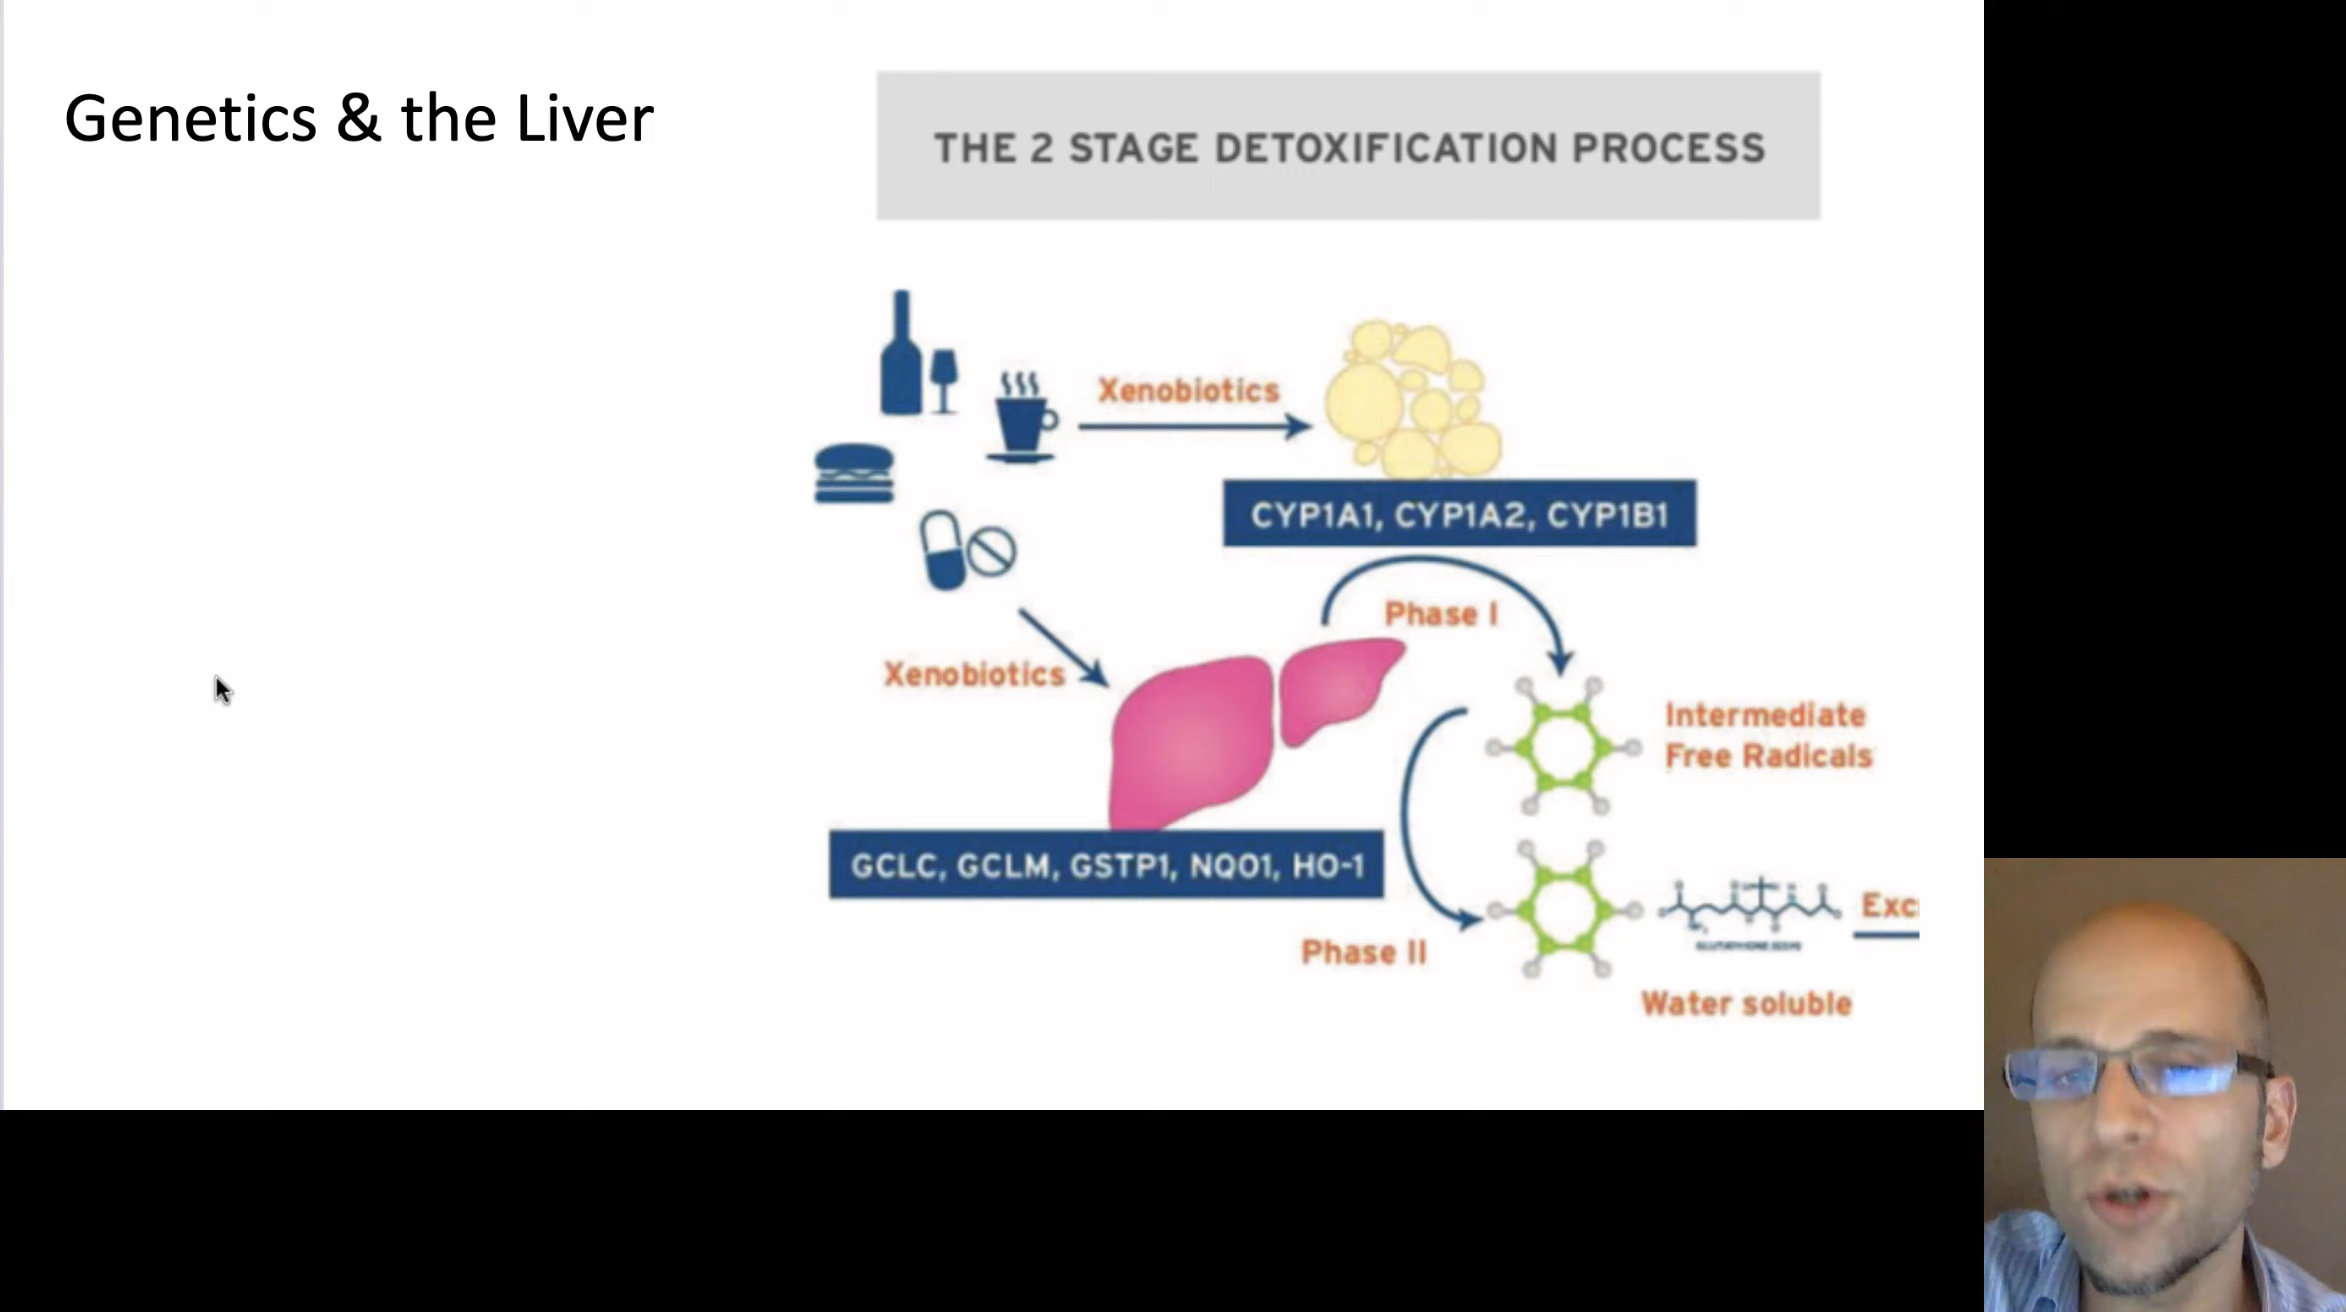 Genetics & the Liver
THE 2 STAGE DETOXIFICATION PROCESS
Xenobiotics
CYP1A1, CYP1A2, CYP1B1
Phase I
Xenobiotics
Intermediate
Free Radicals
GCLC, GCLM, GSTP1, NQO1, HO-1
Exc
Phase II
Water soluble